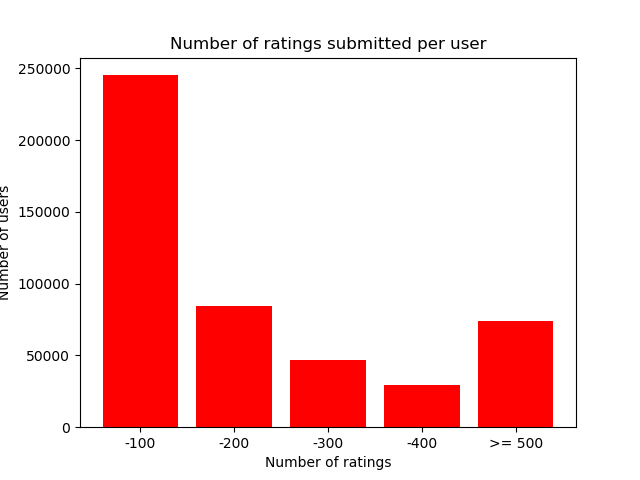 Number of ratings submitted per user
Number of users
250000
200000
150000
100000
50000
0
-100 -200 -300 -400 >= 500
Number of ratings